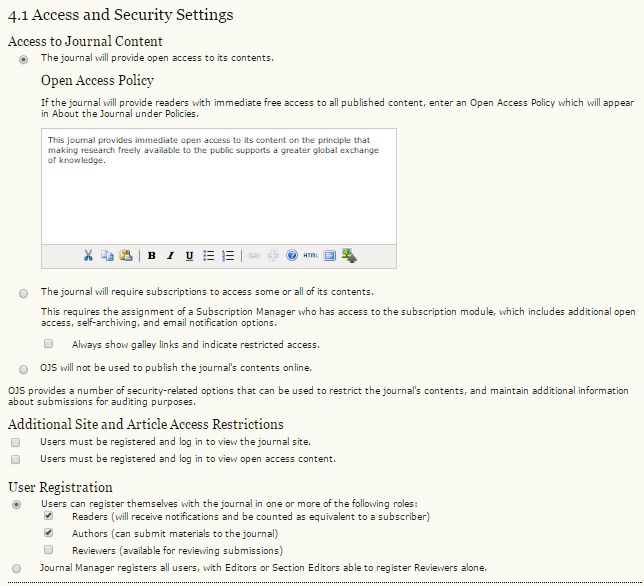 4.1 Access and Security Settings
Access to Journal Content
The journal will provide open access to its contents.
Open Access Policy
If the journal will provide readers with immediate free access to all published content, enter an Open Access Policy which will appear
in About the Journal under Policies.
This journal provides immediate open access to its content on the principle that
making research freely available to the public supports a greater global exchange
of knowledge.
B I U HTML
The journal will require subscriptions to access some or all of its contents.
This requires the assignment of a Subscription Manager who has access to the subscription module, which includes additional open
access, self-archiving, and email notification options.
Always show galley links and indicate restricted access.
OJS will not be used to publish the journal's contents online.
OJS provides a number of security-related options that can be used to restrict the journal's contents, and maintain additional information
about submissions for auditing purposes.
Additional Site and Article Access Restrictions
Users must be registered and log in to view the journal site.
Users must be registered and log in to view open access content.
User Registration
Users can register themselves with the journal in one or more of the following roles:
Readers (will receive notifications and be counted as equivalent to a subscriber)
Authors (can submit materials to the journal)
Reviewers (available for reviewing submissions)
Journal Manager registers all users, with Editors or Section Editors able to register Reviewers alone.